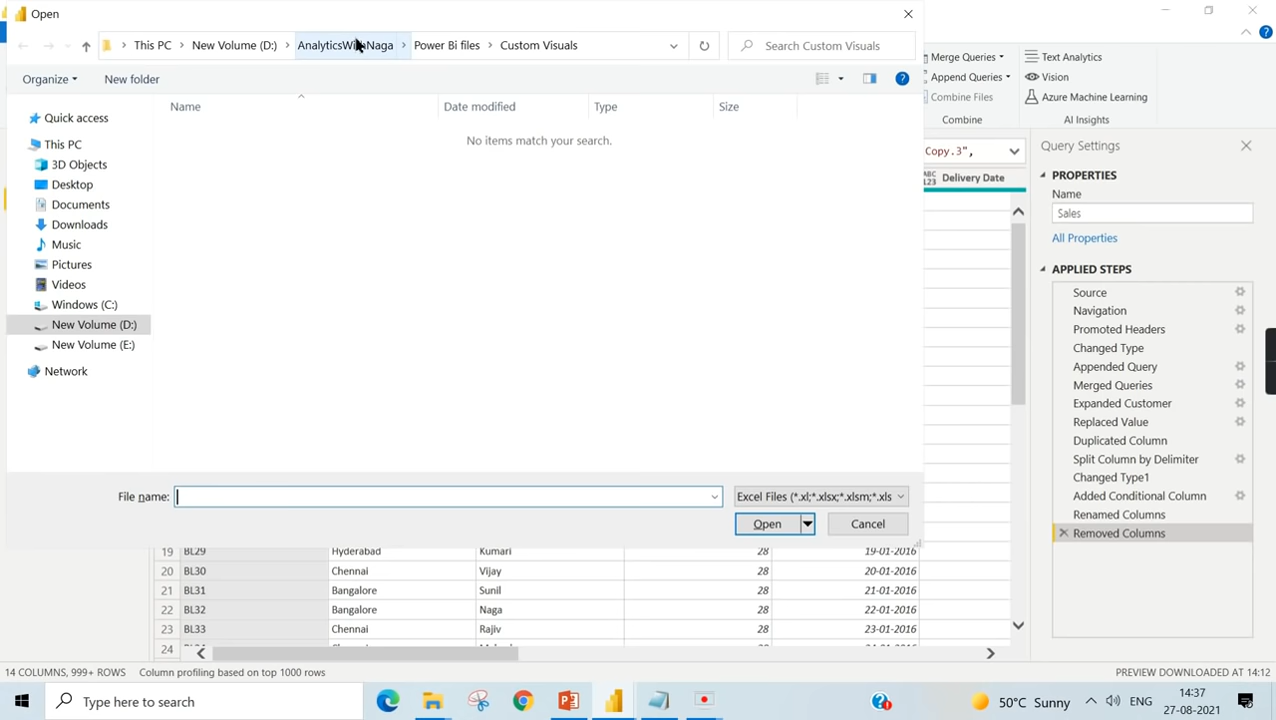 Open
This PC > New Volume (D:) > AnalyticsWithNaga > Power Bi files > Custom Visuals
Search Custom Visuals
Organize
New folder
Name
Date modified
Type
Size
No items match your search.
Quick access
This PC
3D Objects
Desktop
Documents
Downloads
Music
Pictures
Videos
Windows (C:)
New Volume (D:)
New Volume (E:)
Network
File name:
Excel Files (*.xl;*.xlsx;*.xlsm;*.xls
Open
Cancel
Merge Queries
Append Queries
Combine Files
Combine
Text Analytics
Vision
Azure Machine Learning
AI Insights
Copy.3",
ABC 123 Delivery Date
Query Settings
PROPERTIES
Name
Sales
All Properties
APPLIED STEPS
Source
Navigation
Promoted Headers
Changed Type
Appended Query
Merged Queries
Expanded Customer
Replaced Value
Duplicated Column
Split Column by Delimiter
Changed Type1
Added Conditional Column
Renamed Columns
Removed Columns
19 BL29 Hyderabad Kumari 28 19-01-2016
20 BL30 Chennai Vijay 28 20-01-2016
21 BL31 Bangalore Sunil 28 21-01-2016
22 BL32 Bangalore Naga 28 22-01-2016
23 BL33 Chennai Rajiv 28 23-01-2016
24
14 COLUMNS, 999+ ROWS Column profiling based on top 1000 rows
PREVIEW DOWNLOADED AT 14:12
Type here to search
50°C Sunny
ENG
14:37
27-08-2021